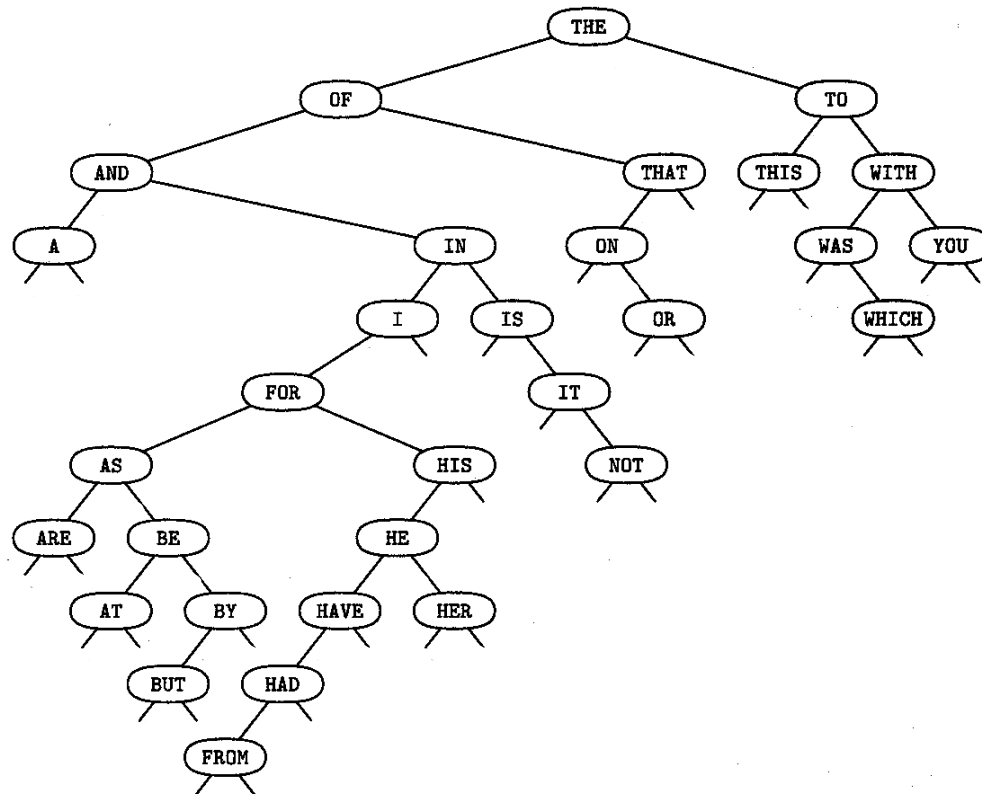 THE
OF TO
AND THAT THIS WITH
A IN ON WAS YOU
I IS OR WHICH
FOR IT
AS HIS NOT
ARE BE HE
AT BY HAVE HER
BUT HAD
FROM